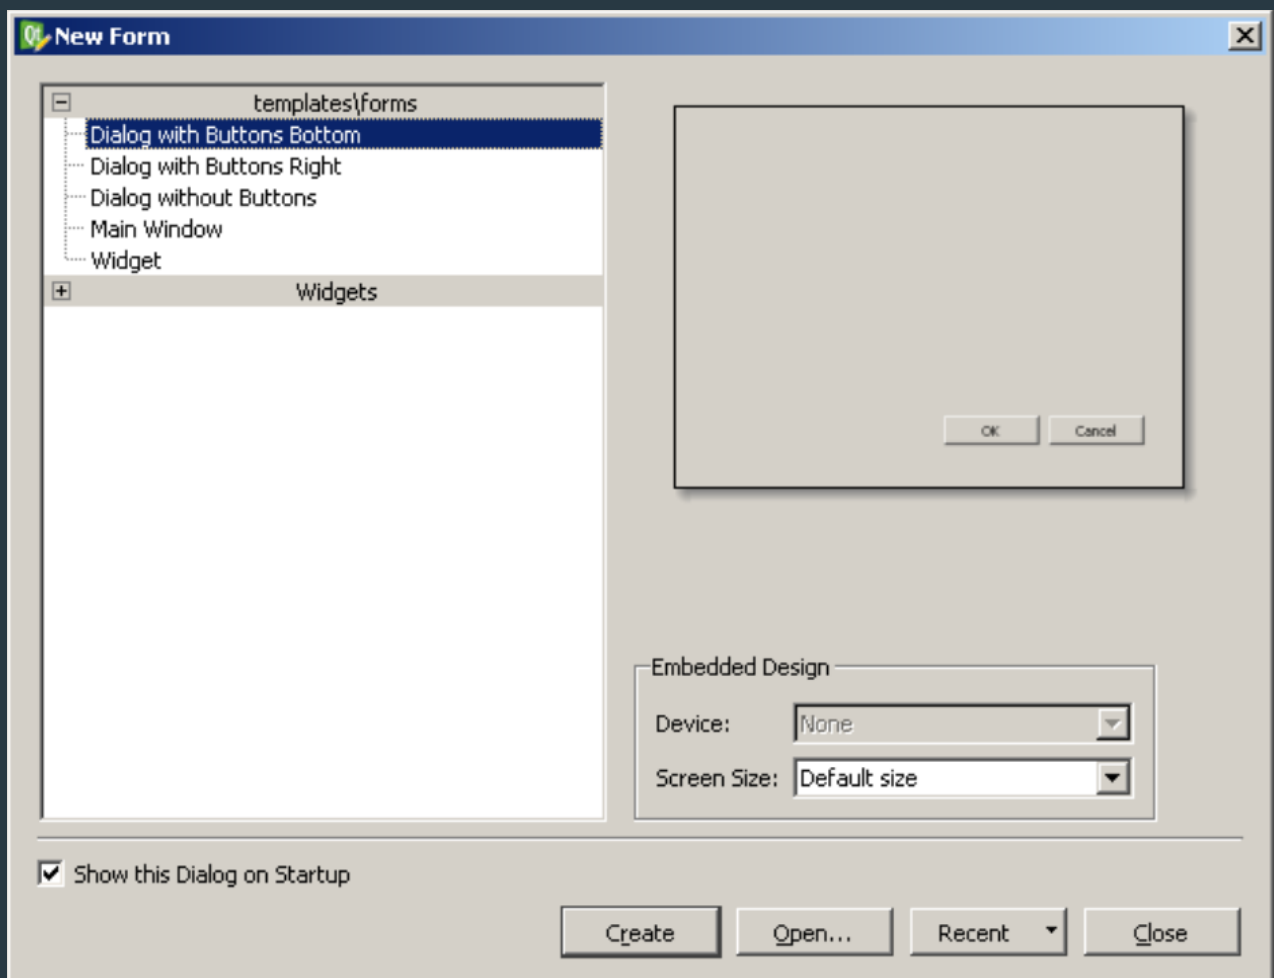 New Form
templates\forms
Dialog with Buttons Bottom
Dialog with Buttons Right
Dialog without Buttons
Main Window
Widget
Widgets
OK Cancel
Embedded Design
Device: None
Screen Size: Default size
Show this Dialog on Startup
Create Open... Recent Close